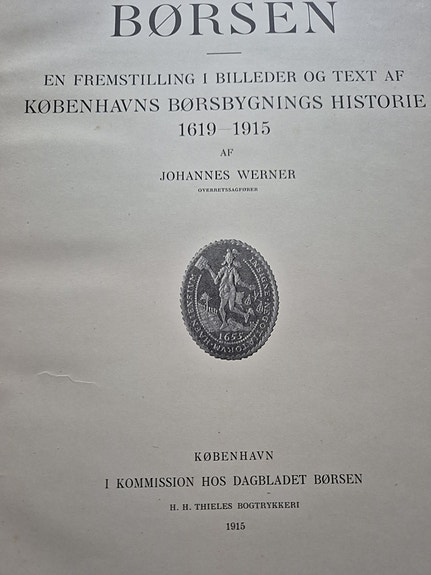 BØRSEN
EN FREMSTILLING I BILLEDER OG TEXT AF
KØBENHAVNS BØRSBYGNINGS HISTORIE
1619-1915
AF
JOHANNES WERNER
OVERRETSSAGFØRER
1653
KØBENHAVN
I KOMMISSION HOS DAGBLADET BØRSEN
H. H. THIELES BOGTRYKKERI
1915